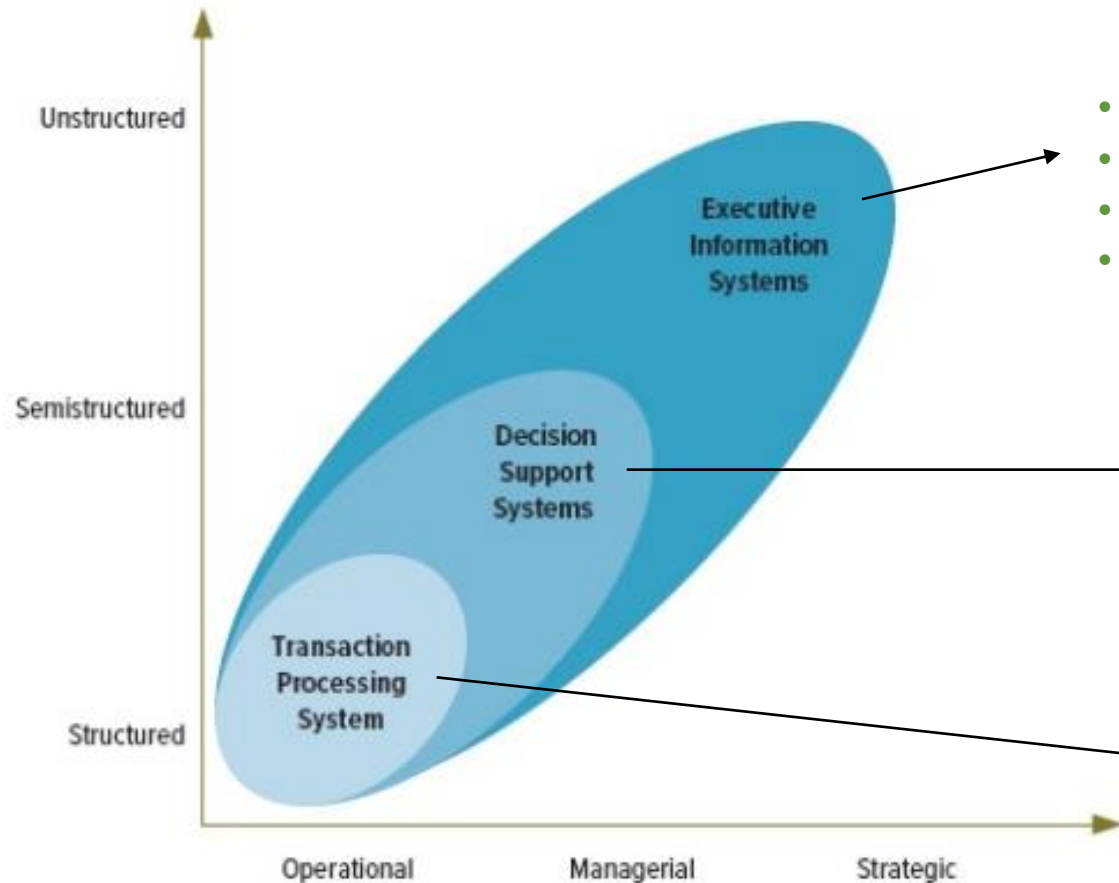 Unstructured
Executive
Information
Systems
Semistructured
Decision
Support
Systems
Transaction
Processing
System
Structured
Operational Managerial Strategic